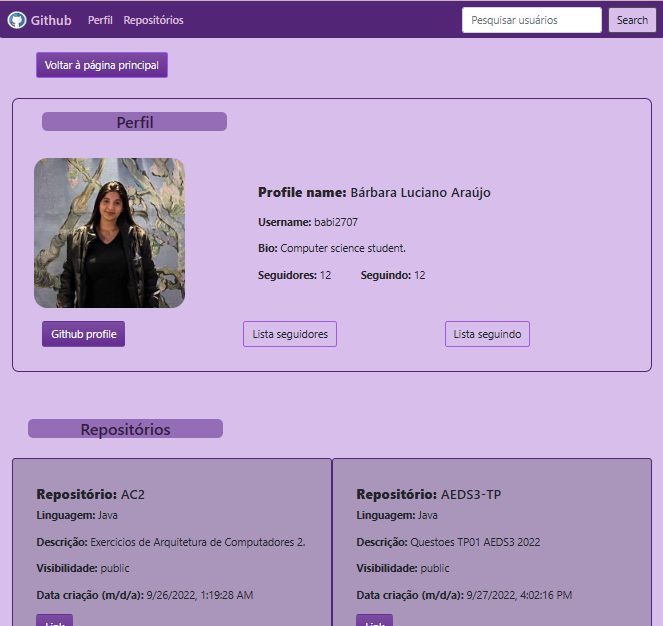 Github Perfil Repositórios Pesquisar usuários Search
Voltar à página principal
Perfil
Profile name: Bárbara Luciano Araújo
Username: babi2707
Bio: Computer science student.
Seguidores: 12 Seguindo: 12
Github profile Lista seguidores Lista seguindo
Repositórios
Repositório: AC2
Linguagem: Java
Descrição: Exercicios de Arquitetura de Computadores 2.
Visibilidade: public
Data criação (m/d/a): 9/26/2022, 1:19:28 AM
Link
Repositório: AEDS3-TP
Linguagem: Java
Descrição: Questoes TP01 AEDS3 2022
Visibilidade: public
Data criação (m/d/a): 9/27/2022, 4:02:16 PM
Link